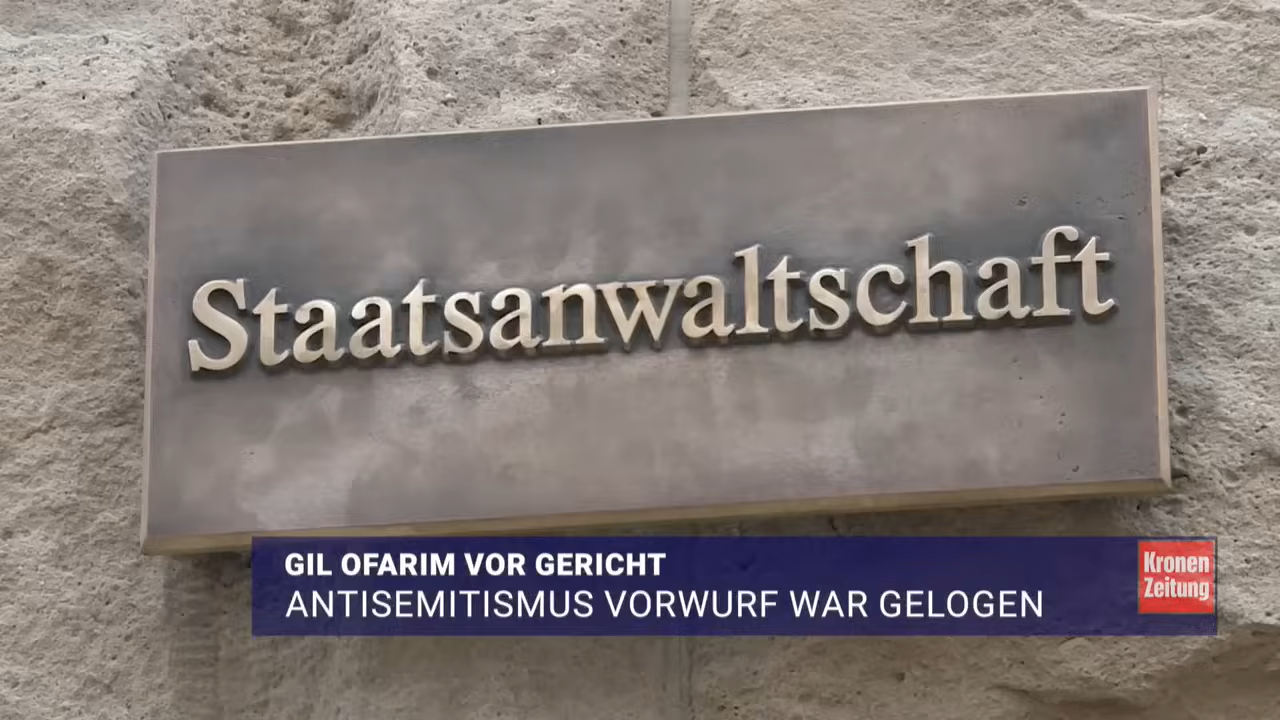 Staatsanwaltschaft
GIL OFARIM VOR GERICHT
ANTISEMITISMUS VORWURF WAR GELOGEN
Kronen
Zeitung